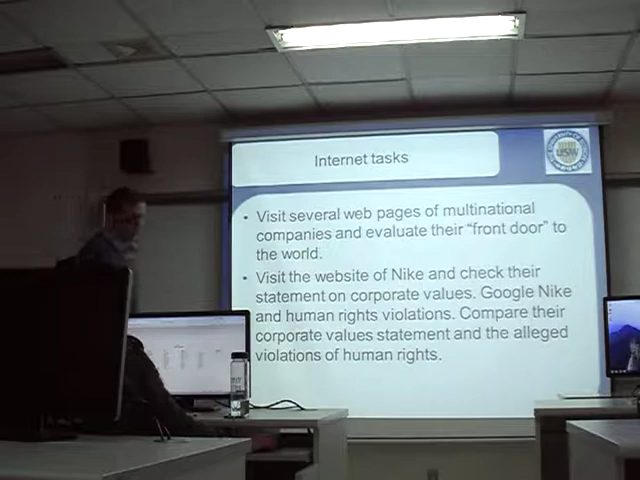 Internet tasks
• Visit several web pages of multinational
companies and evaluate their “front door” to
the world.
• Visit the website of Nike and check their
statement on corporate values. Google Nike
and human rights violations. Compare their
corporate values statement and the alleged
violations of human rights.